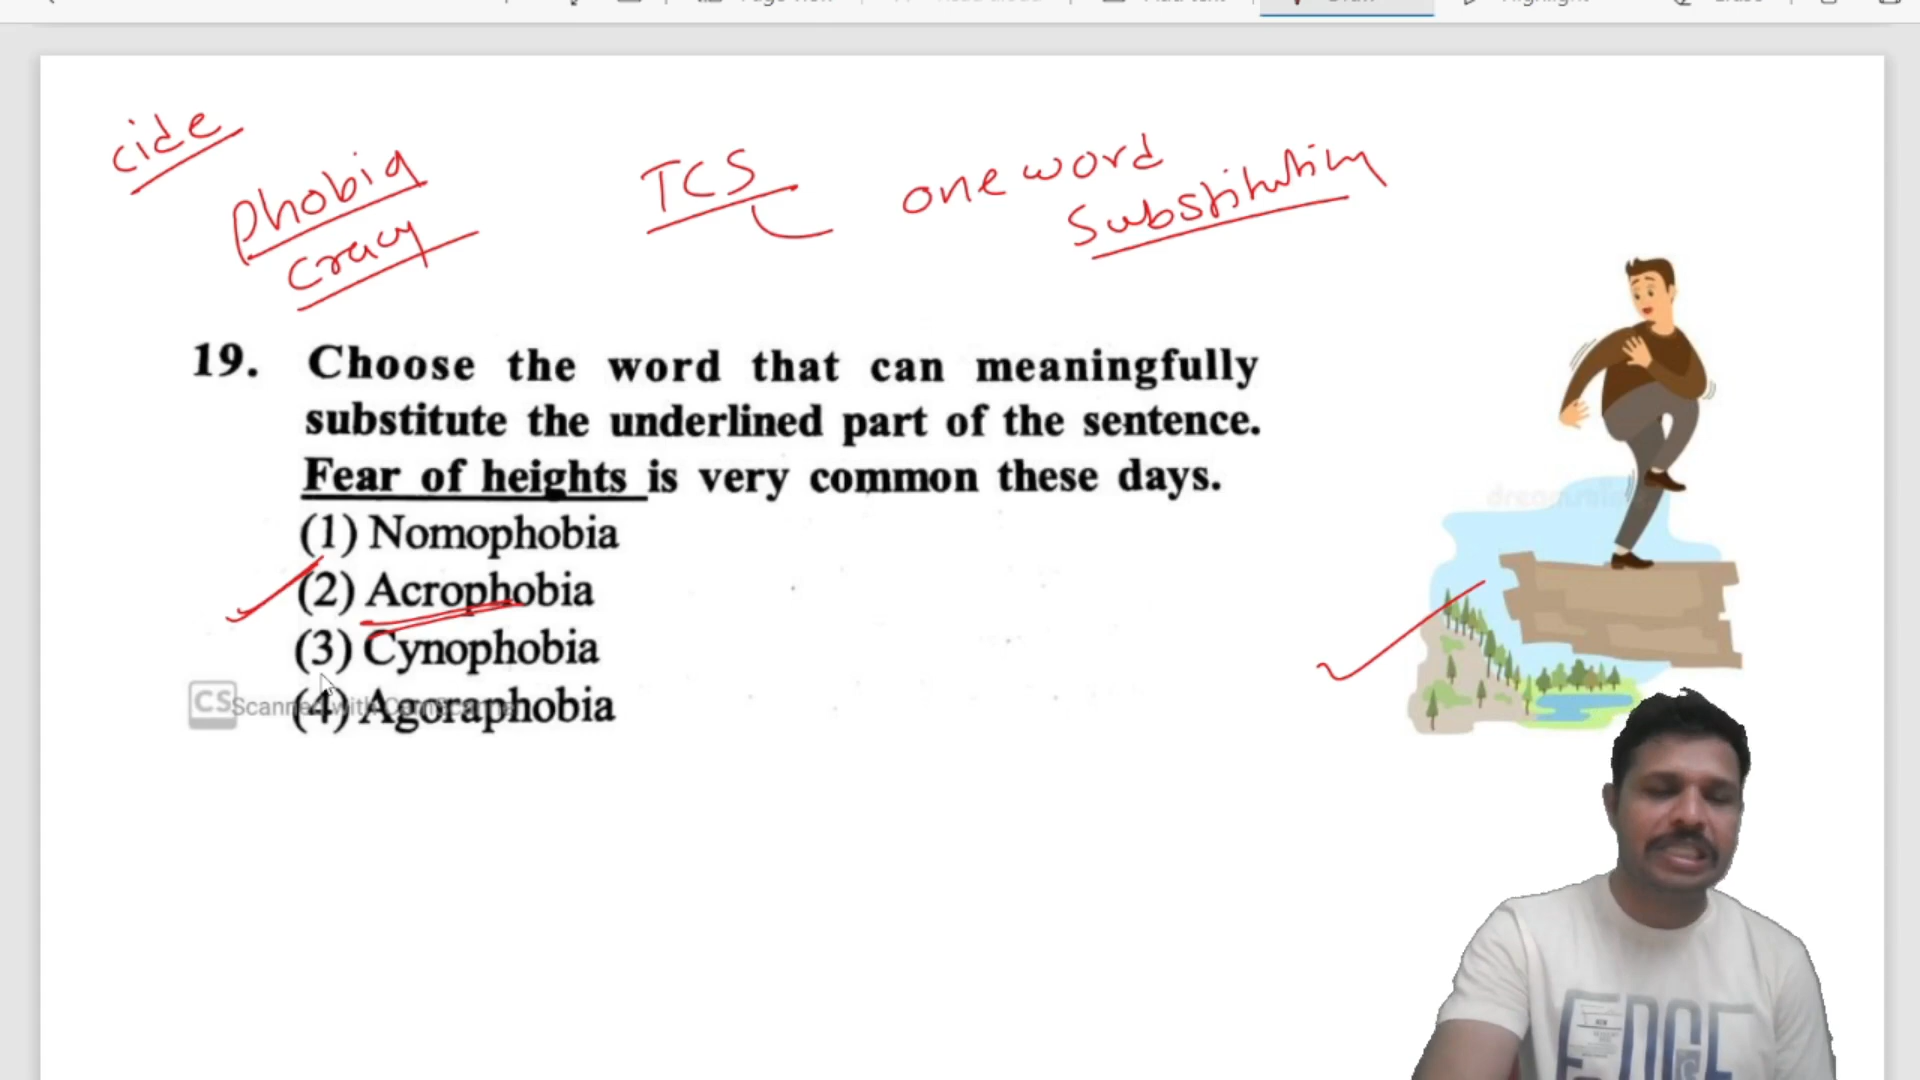 cide
phobia
cracy
TCS
one word
Substitution
19. Choose the word that can meaningfully
substitute the underlined part of the sentence.
Fear of heights is very common these days.
(1) Nomophobia
(2) Acrophobia
(3) Cynophobia
CS Scanned with
(4) Agoraphobia
EDGE